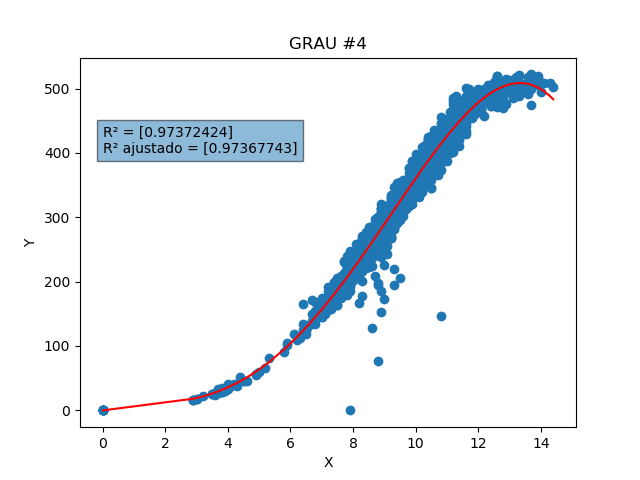 GRAU #4
500
400
300
200
100
0
R² = [0.97372424]
R² ajustado = [0.97367743]
Y
0 2 4 6 8 10 12 14
X